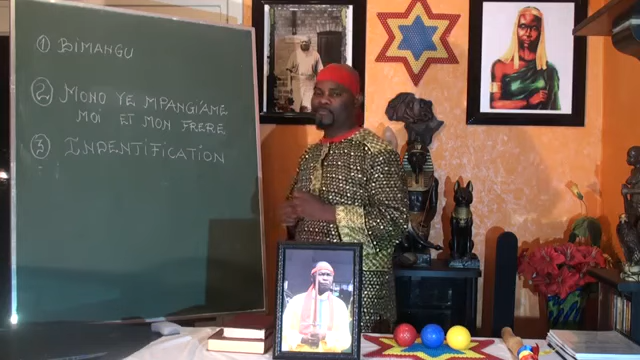 ① BIMANGU
② MONO YE MPANGI'AME
MOI ET MON FRERE
③ INDENTIFICATION